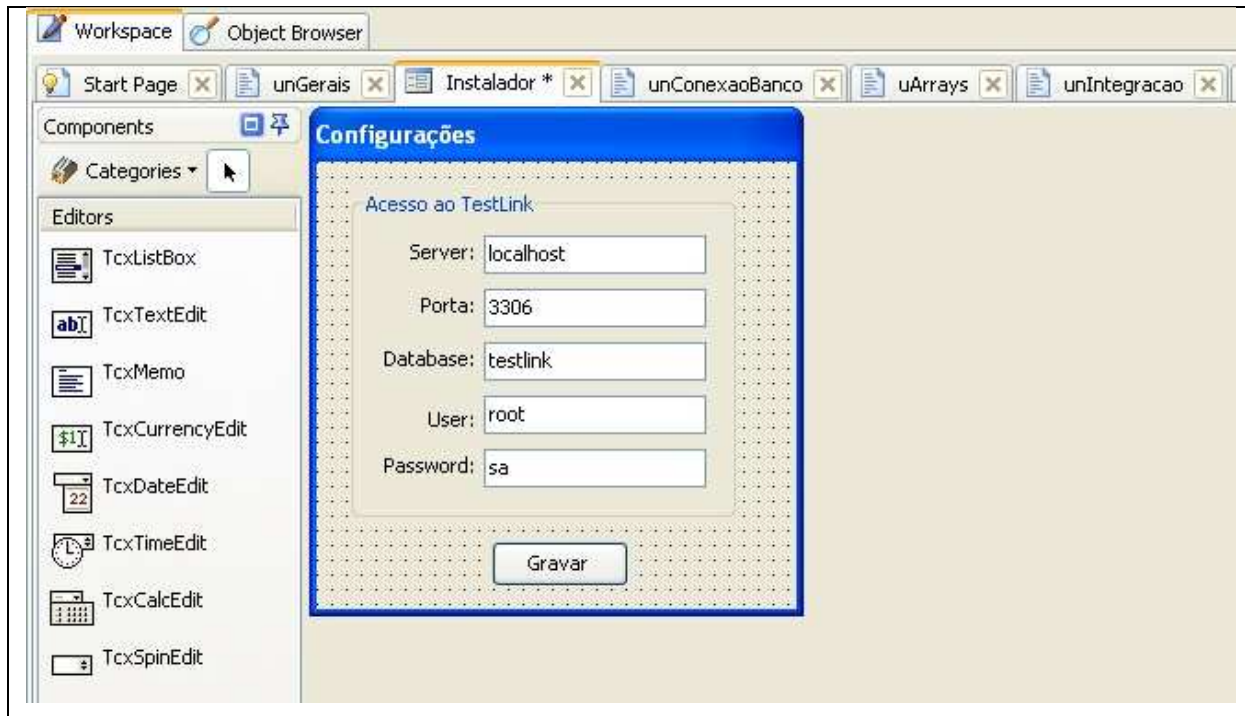 Workspace Object Browser
Start Page unGerais Instalador * unConexaoBanco uArrays unIntegracao
Components
Categories
Editors
TcxListBox
TcxTextEdit
TcxMemo
TcxCurrencyEdit
TcxDateEdit
TcxTimeEdit
TcxCalcEdit
TcxSpinEdit
Configurações
Acesso ao TestLink
Server: localhost
Porta: 3306
Database: testlink
User: root
Password: sa
Gravar